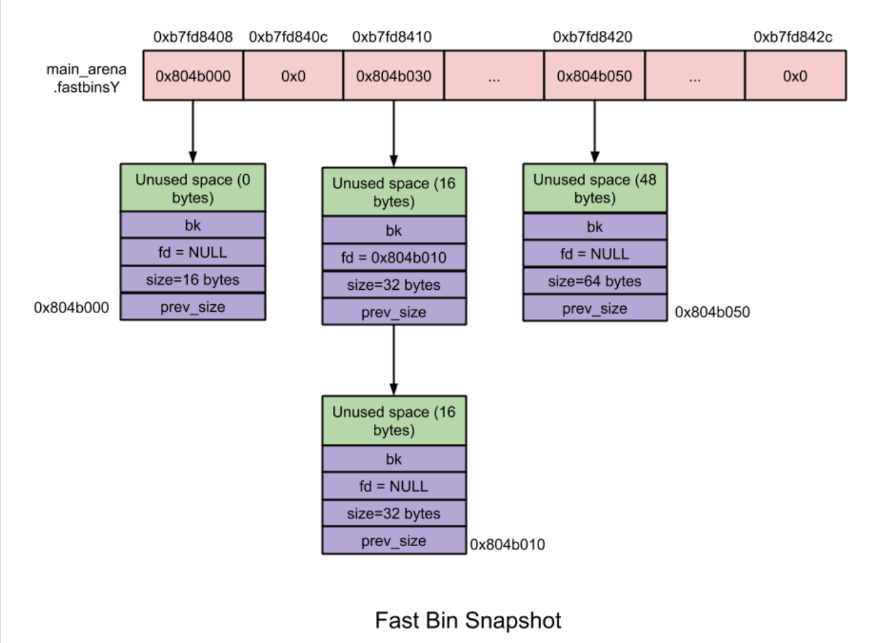 0xb7fd8408 0xb7fd840c 0xb7fd8410 0xb7fd8420 0xb7fd842c
main_arena
.fastbinsY
0x804b000 0x0 0x804b030 ... 0x804b050 ... 0x0
Unused space (0
bytes)
bk
fd = NULL
size=16 bytes
prev_size
0x804b000
Unused space (16
bytes)
bk
fd = 0x804b010
size=32 bytes
prev_size
Unused space (48
bytes)
bk
fd = NULL
size=64 bytes
prev_size
0x804b050
Unused space (16
bytes)
bk
fd = NULL
size=32 bytes
prev_size
0x804b010
Fast Bin Snapshot